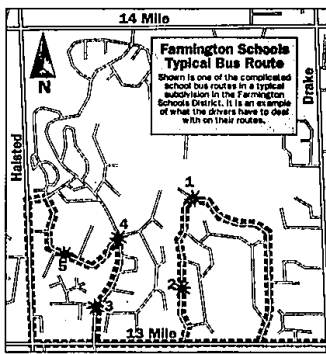 14 Mile
Farmington Schools
Typical Bus Route
Shown is one of the complicated
school bus routes in a typical
subdivision in the Farmington
Schools District. It is an example
of what the drivers have to deal
with on their routes.
N
Halsted
Drake
1
4
5
2
3
13 Mile